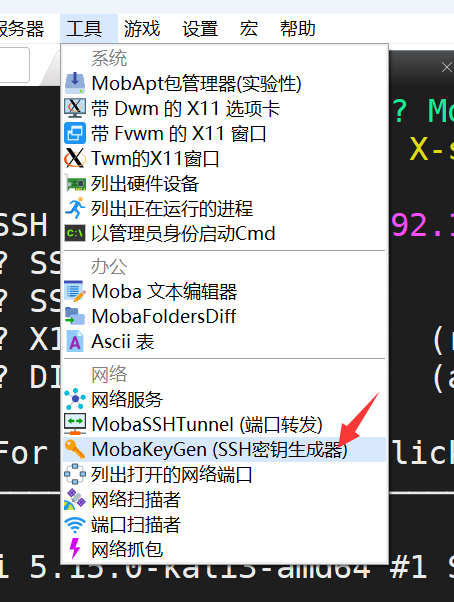 服务器 工具 游戏 设置 宏 帮助
系统
MobApt包管理器(实验性)
带 Dwm 的 X11 选项卡
? Mo
带 Fvwm 的 X11 窗口
X-s
Twm的X11窗口
列出硬件设备
列出正在运行的进程
SSH 92.1
以管理员身份启动Cmd
? SS
办公
Moba 文本编辑器
? SS
MobaFoldersDiff
? X1 (r
Ascii 表
? DI (a
网络
网络服务
MobaSSHTunnel (端口转发)
For lick
MobaKeyGen (SSH密钥生成器)
列出打开的网络端口
网络扫描者
端口扫描者
网络抓包
i 5.15.0-kali3-amd64 #1 S